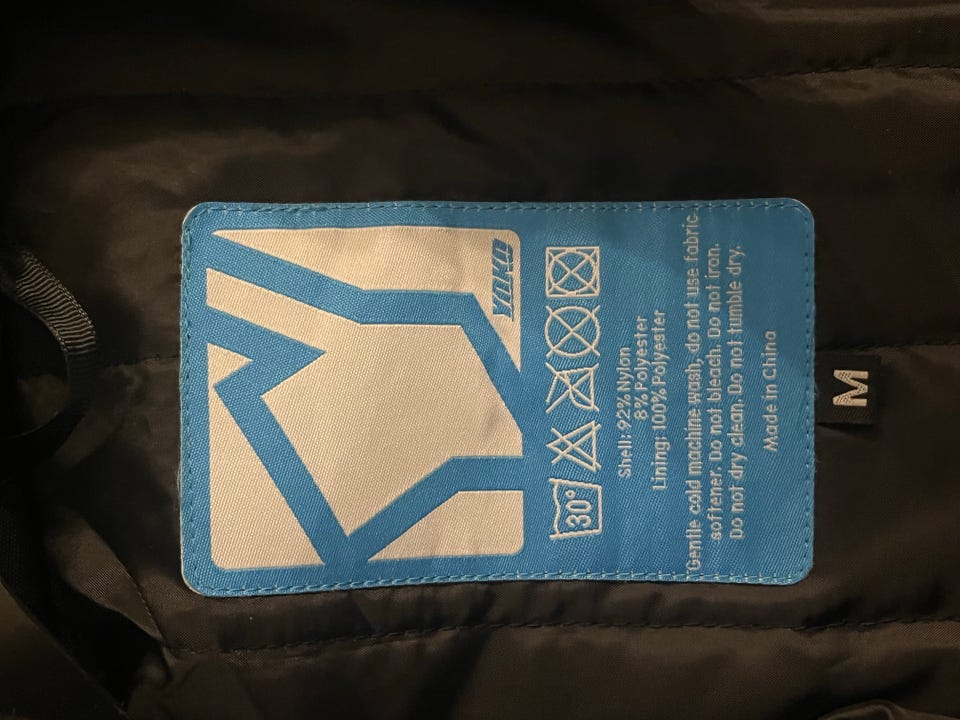 YUKO
30°
Shell: 92% Nylon
8% Polyester
Lining: 100% Polyester
Gentle cold machine wash, do not use fabric
softener. Do not bleach. Do not iron.
Do not dry clean. Do not tumble dry.
Made in China
M